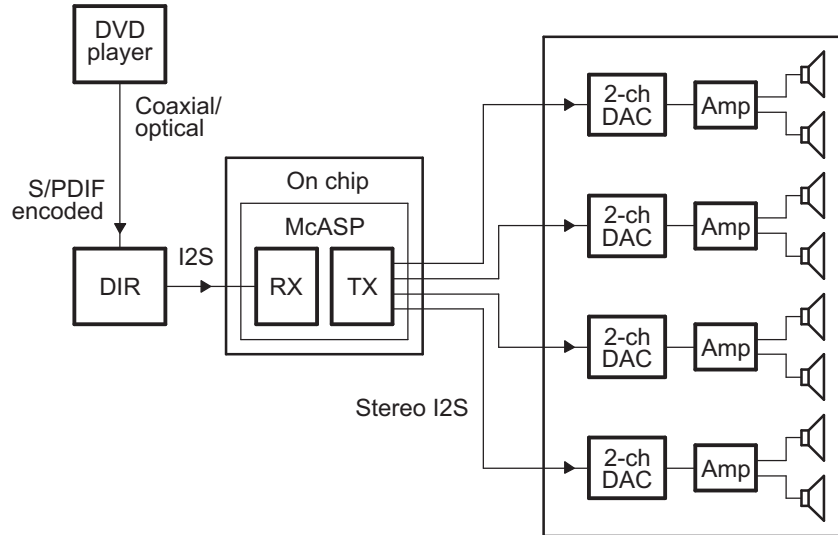 DVD
player
Coaxial/
optical
S/PDIF
encoded
DIR
I2S
On chip
McASP
RX
TX
Stereo I2S
2-ch
DAC
Amp
2-ch
DAC
Amp
2-ch
DAC
Amp
2-ch
DAC
Amp